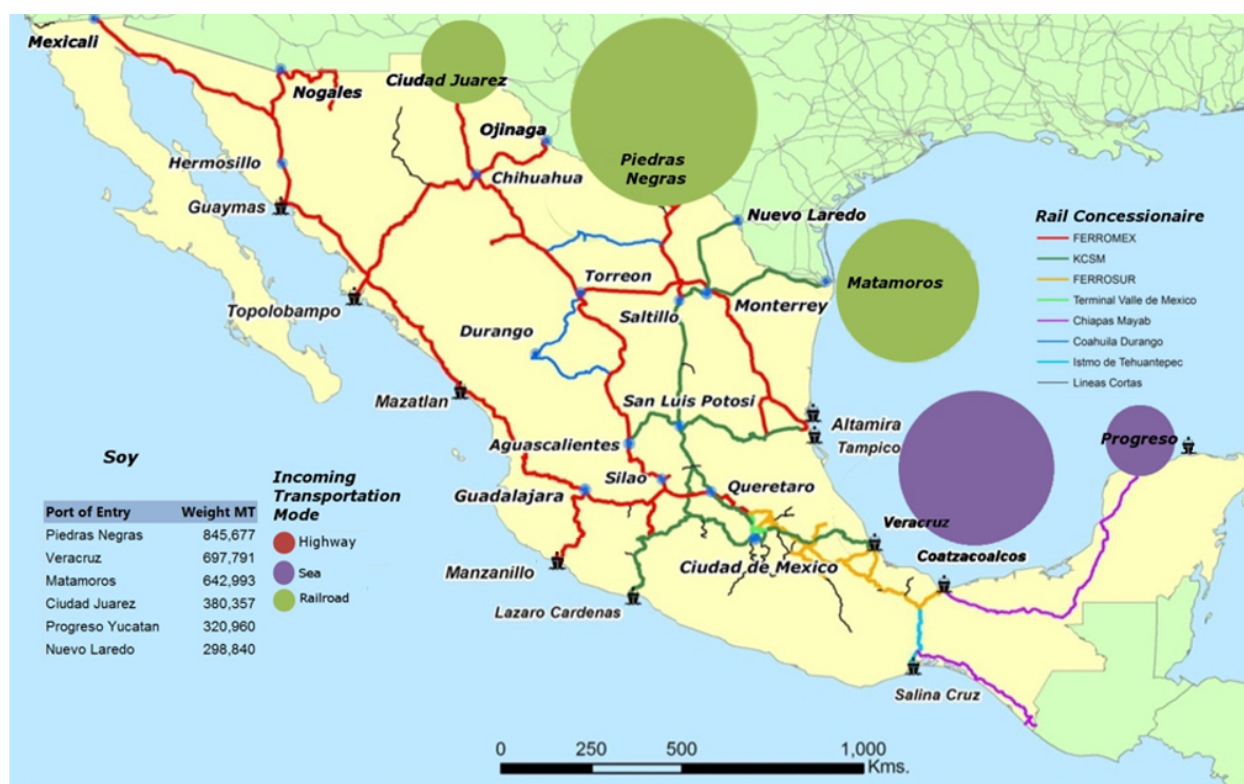 Mexicali
Nogales
Ciudad Juarez
Ojinaga
Piedras
Negras
Hermosillo
Chihuahua
Guaymas
Nuevo Laredo
Rail Concessionaire
FERROMEX
KCSM
FERROSUR
Terminal Valle de Mexico
Chiapas Mayab
Coahuila Durango
Istmo de Tehuantepec
Lineas Cortas
Torreon
Matamoros
Topolobampo
Saltillo
Monterrey
Durango
Mazatlan
San Luis Potosi
Altamira
Tampico
Aguascalientes
Progreso
Silao
Queretaro
Guadalajara
Veracruz
Coatzacoalcos
Manzanillo
Ciudad de Mexico
Lazaro Cardenas
Salina Cruz
Soy
Port of Entry Weight MT
Piedras Negras 845,677
Veracruz 697,791
Matamoros 642,993
Ciudad Juarez 380,357
Progreso Yucatan 320,960
Nuevo Laredo 298,840
Incoming
Transportation
Mode
Highway
Sea
Railroad
0 250 500 1,000
Kms.